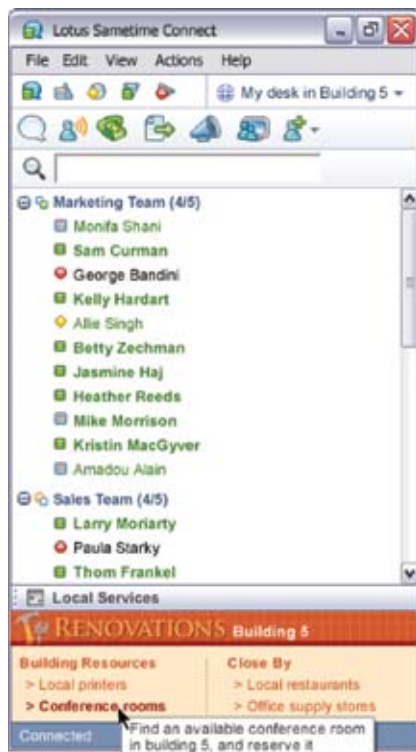 Lotus Sametime Connect
File Edit View Actions Help
My desk in Building 5
Marketing Team (4/5)
Monifa Shani
Sam Curman
George Bandini
Kelly Hardart
Allie Singh
Betty Zechman
Jasmine Haj
Heather Reeds
Mike Morrison
Kristin MacGyver
Amadou Alain
Sales Team (4/5)
Larry Moriarty
Paula Starky
Thom Frankel
Local Services
RENOVATIONS Building 5
Building Resources Close By
> Local printers > Local restaurants
> Conference rooms > Office supply stores
Connected
Find an available conference room
in building 5, and reserve it